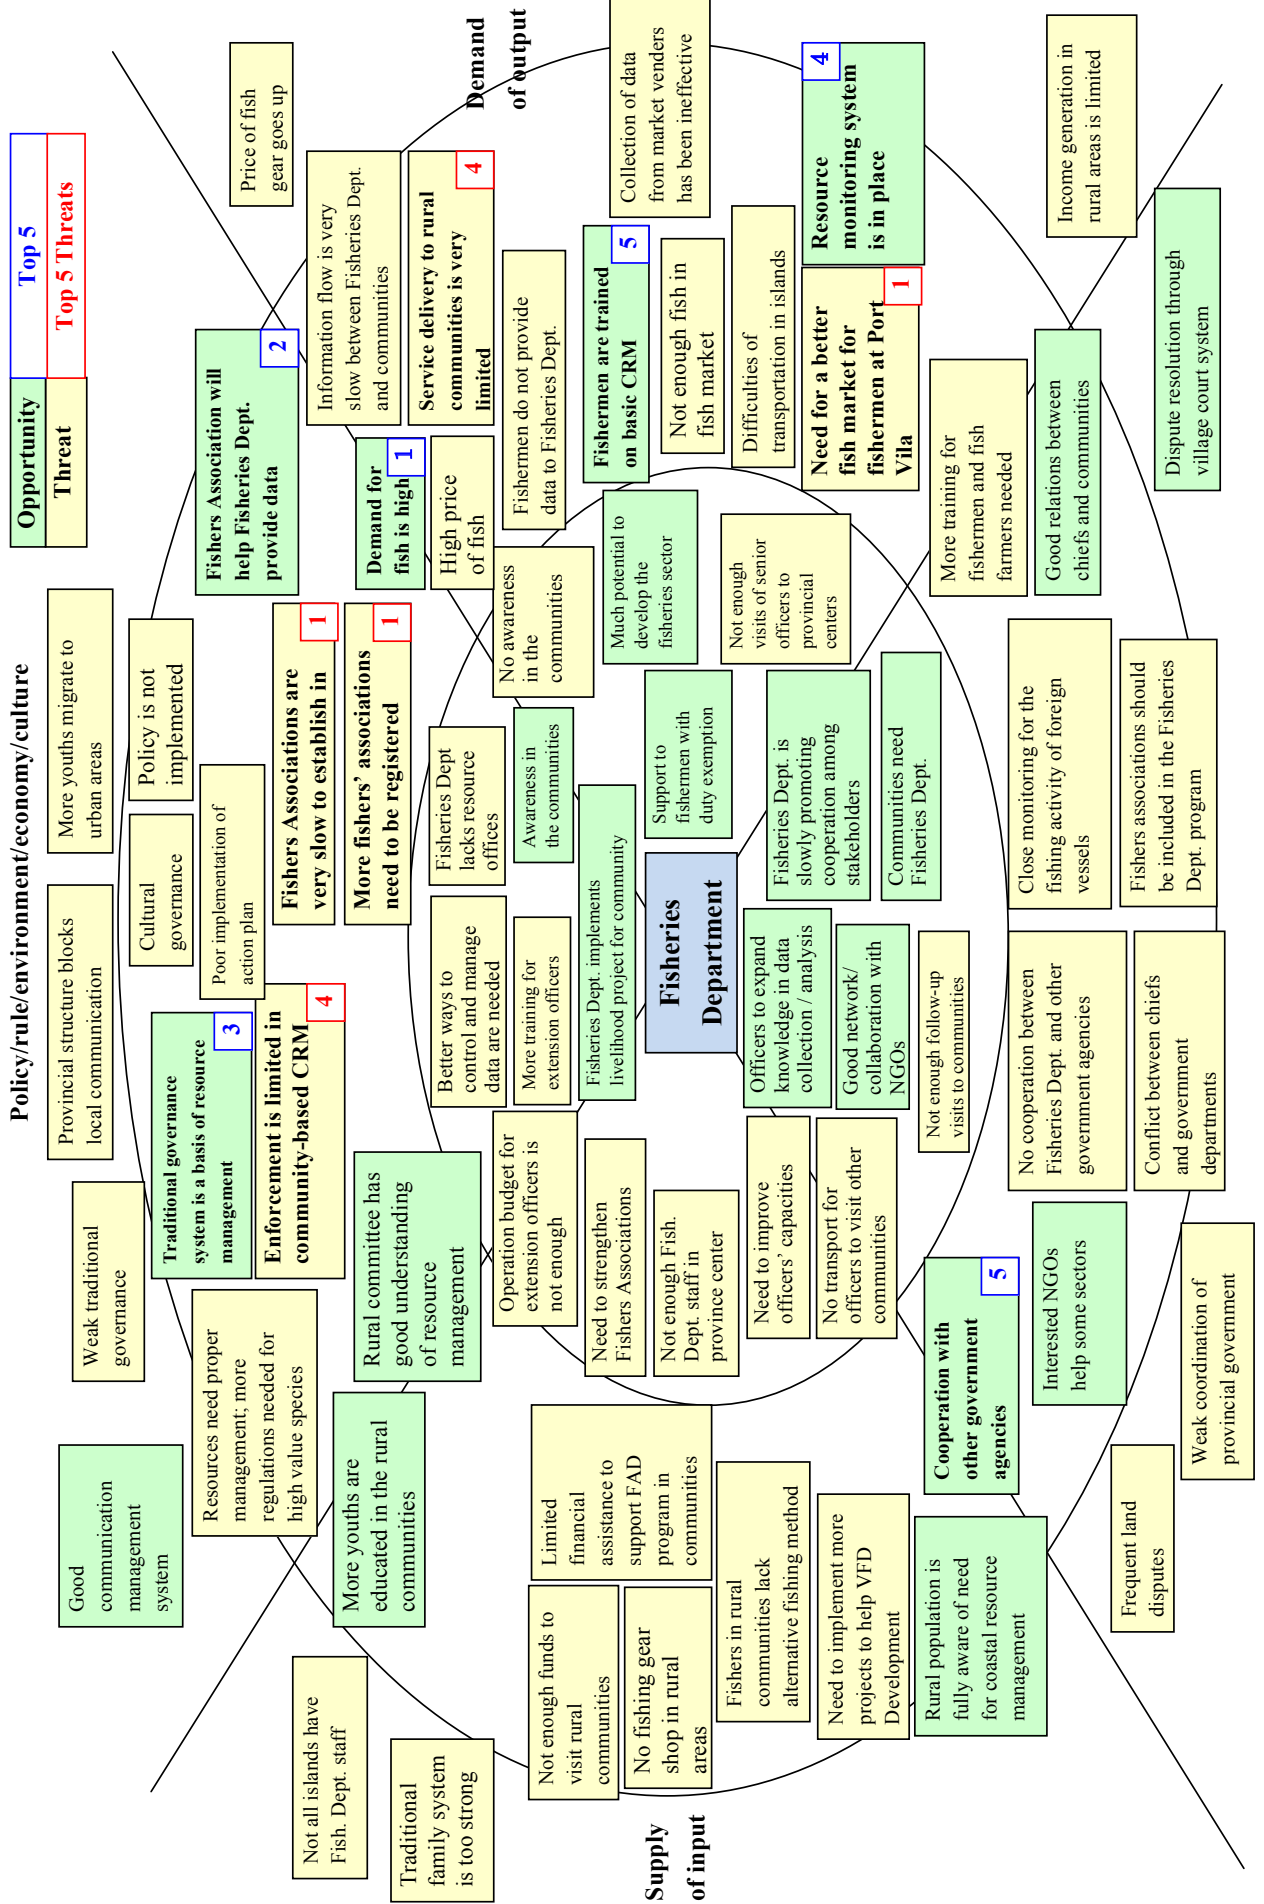 Policy/rule/environment/economy/culture
Opportunity
Top 5
Threat
Top 5 Threats
Good
communication
management
system
Weak traditional
governance
Provincial structure blocks
local communication
More youths migrate to
urban areas
Cultural
governance
Policy is not
implemented
Price of fish
gear goes up
Resources need proper
management; more
regulations needed for
high value species
Traditional governance
system is a basis of resource
management
3
Poor implementation of
action plan
Enforcement is limited in
community-based CRM
4
Fishers Associations are
very slow to establish in
1
More fishers’ associations
need to be registered
1
Fishers Association will
help Fisheries Dept.
provide data
2
Information flow is very
slow between Fisheries Dept.
and communities
Service delivery to rural
communities is very
limited
4
Demand
of output
Not all islands have
Fish. Dept. staff
Traditional
family system
is too strong
More youths are
educated in the rural
communities
Rural committee has
good understanding
of resource
management
Demand for
fish is high
1
High price
of fish
Better ways to
control and manage
data are needed
Fisheries Dept
lacks resource
offices
More training for
extension officers
Awareness in
the communities
No awareness
in the
communities
Fishermen do not provide
data to Fisheries Dept.
Operation budget for
extension officers is
not enough
Fisheries Dept. implements
livelihood project for community
Much potential to
develop the
fisheries sector
Fishermen are trained
on basic CRM
5
Collection of data
from market venders
has been ineffective
Not enough funds to
visit rural
communities
Limited
financial
assistance to
support FAD
program in
communities
Need to strengthen
Fishers Associations
No fishing gear
shop in rural
areas
Supply
of input
Not enough Fish.
Dept. staff in
province center
Fisheries
Department
Support to
fishermen with
duty exemption
Not enough fish in
fish market
Difficulties of
transportation in islands
Fishers in rural
communities lack
alternative fishing method
Need to improve
officers’ capacities
Officers to expand
knowledge in data
collection / analysis
Fisheries Dept. is
slowly promoting
cooperation among
stakeholders
Not enough
visits of senior
officers to
provincial
centers
Need for a better
fish market for
fishermen at Port
Vila
1
Resource
monitoring system
is in place
4
Need to implement more
projects to help VFD
Development
No transport for
officers to visit other
communities
Good network/
collaboration with
NGOs
Communities need
Fisheries Dept.
Rural population is
fully aware of need
for coastal resource
management
Cooperation with
other government
agencies
5
Not enough follow-up
visits to communities
More training for
fishermen and fish
farmers needed
Interested NGOs
help some sectors
No cooperation between
Fisheries Dept. and other
government agencies
Close monitoring for the
fishing activity of foreign
vessels
Good relations between
chiefs and communities
Income generation in
rural areas is limited
Frequent land
disputes
Weak coordination of
provincial government
Conflict between chiefs
and government
departments
Fishers associations should
be included in the Fisheries
Dept. program
Dispute resolution through
village court system